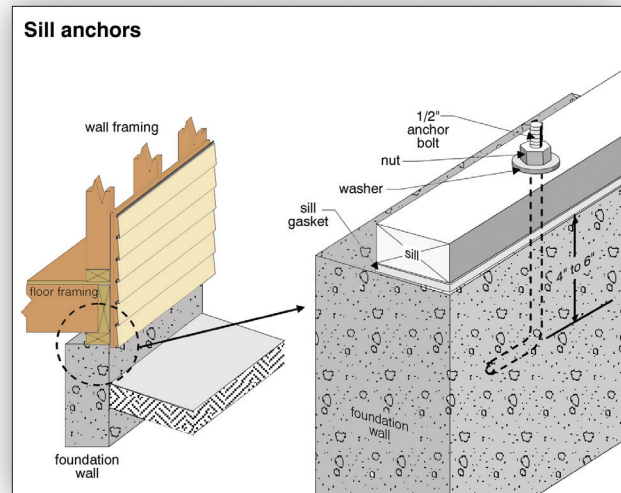 Sill anchors
wall framing
floor framing
foundation
wall
1/2"
anchor
bolt
nut
washer
sill
gasket
sill
4" to 6"
foundation
wall